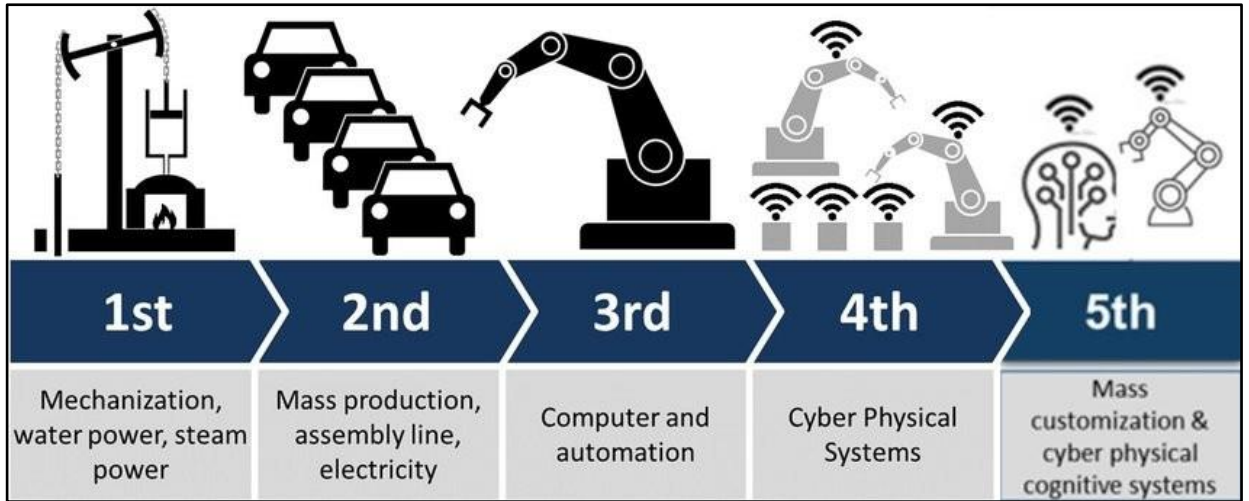 1st
2nd
3rd
4th
5th
Mechanization,
water power, steam
power
Mass production,
assembly line,
electricity
Computer and
automation
Cyber Physical
Systems
Mass
customization &
cyber physical
cognitive systems